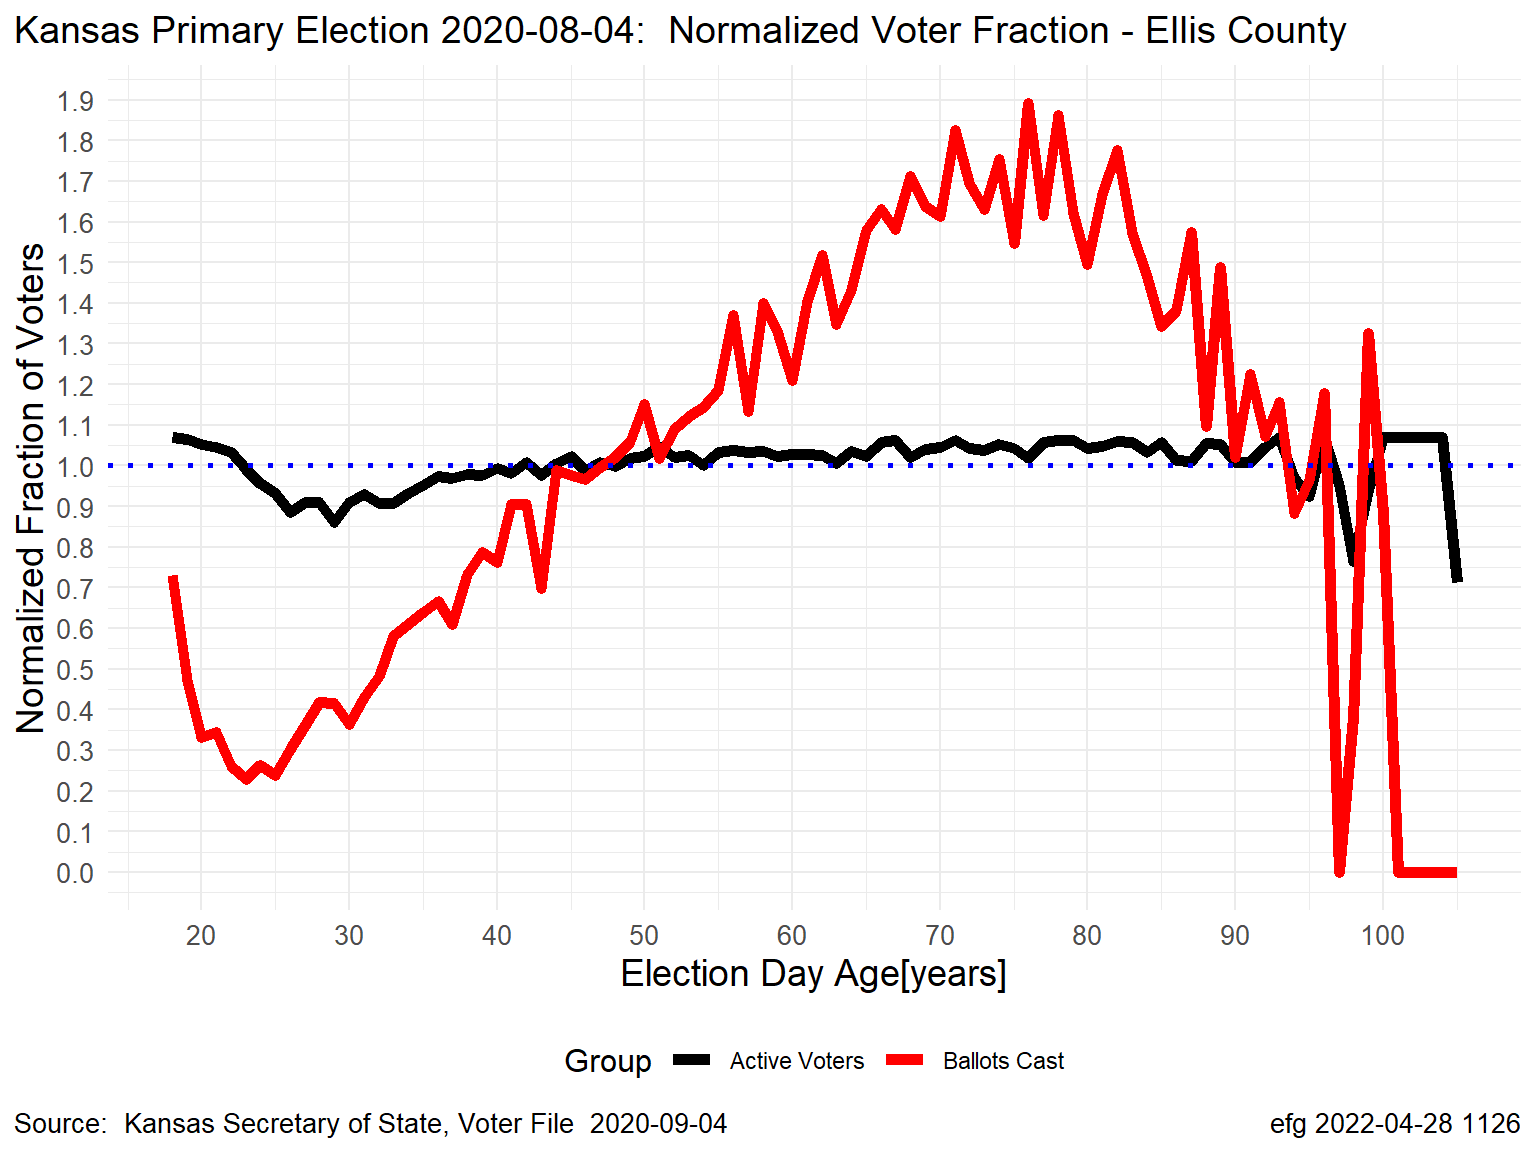 Kansas Primary Election 2020-08-04:  Normalized Voter Fraction - Ellis County
Normalized Fraction of Voters
1.9
1.8
1.7
1.6
1.5
1.4
1.3
1.2
1.1
1.0
0.9
0.8
0.7
0.6
0.5
0.4
0.3
0.2
0.1
0.0
20 30 40 50 60 70 80 90 100
Election Day Age[years]
Group Active Voters Ballots Cast
Source:  Kansas Secretary of State, Voter File  2020-09-04
efg 2022-04-28 1126